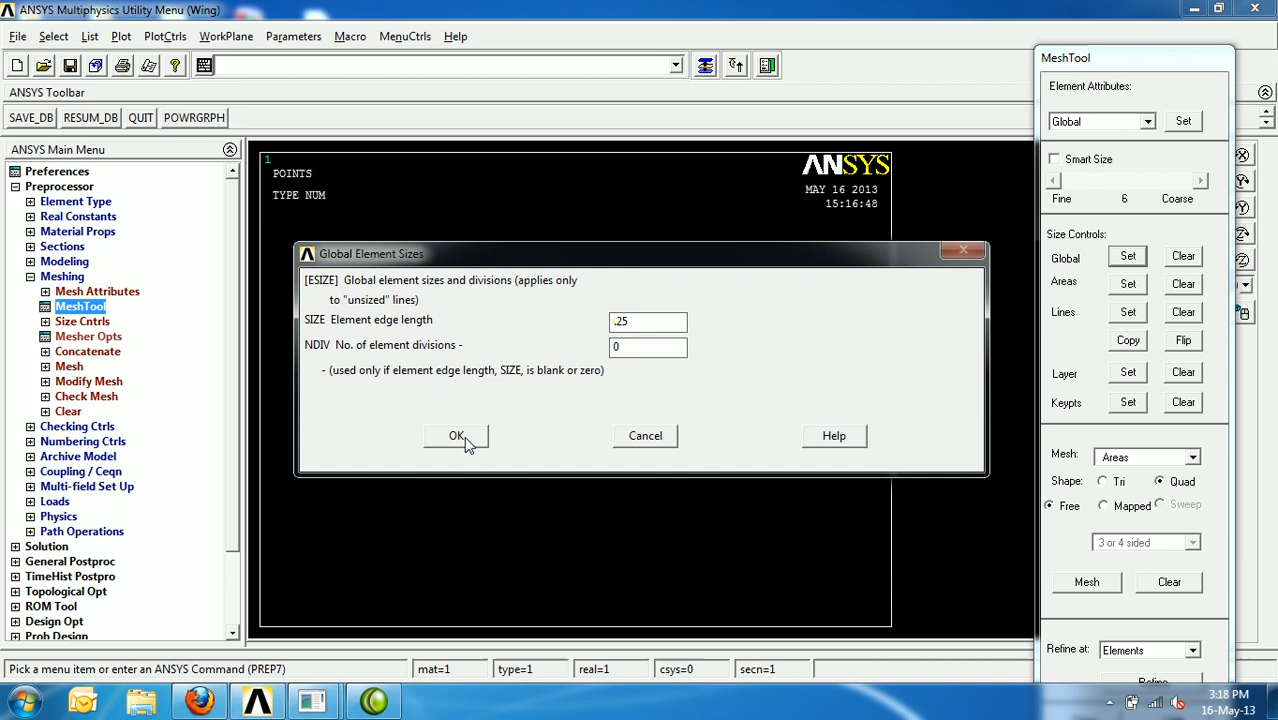 ANSYS Multiphysics Utility Menu (Wing)
File Select List Plot PlotCtrls WorkPlane Parameters Macro MenuCtrls Help
ANSYS Toolbar
SAVE_DB RESUM_DB QUIT POWRGRPH
ANSYS Main Menu
Preferences
Preprocessor
Element Type
Real Constants
Material Props
Sections
Modeling
Meshing
Mesh Attributes
MeshTool
Size Cntrls
Mesher Opts
Concatenate
Mesh
Modify Mesh
Check Mesh
Clear
Checking Ctrls
Numbering Ctrls
Archive Model
Coupling / Ceqn
Multi-field Set Up
Loads
Physics
Path Operations
Solution
General Postproc
TimeHist Postpro
Topological Opt
ROM Tool
Design Opt
Prob Design
1
POINTS
TYPE NUM
ANSYS
MAY 16 2013
15:16:48
Global Element Sizes
[ESIZE] Global element sizes and divisions (applies only
to "unsized" lines)
SIZE Element edge length .25
NDIV No. of element divisions - 0
- (used only if element edge length, SIZE, is blank or zero)
OK Cancel Help
MeshTool
Element Attributes:
Global Set
Smart Size
Fine 6 Coarse
Size Controls:
Global Set Clear
Areas Set Clear
Lines Set Clear
Copy Flip
Layer Set Clear
Keypts Set Clear
Mesh: Areas
Shape: Tri Quad
Free Mapped Sweep
3 or 4 sided
Mesh Clear
Refine at: Elements
Refine
Pick a menu item or enter an ANSYS Command (PREP7) mat=1 type=1 real=1 csys=0 secn=1
3:18 PM
16-May-13